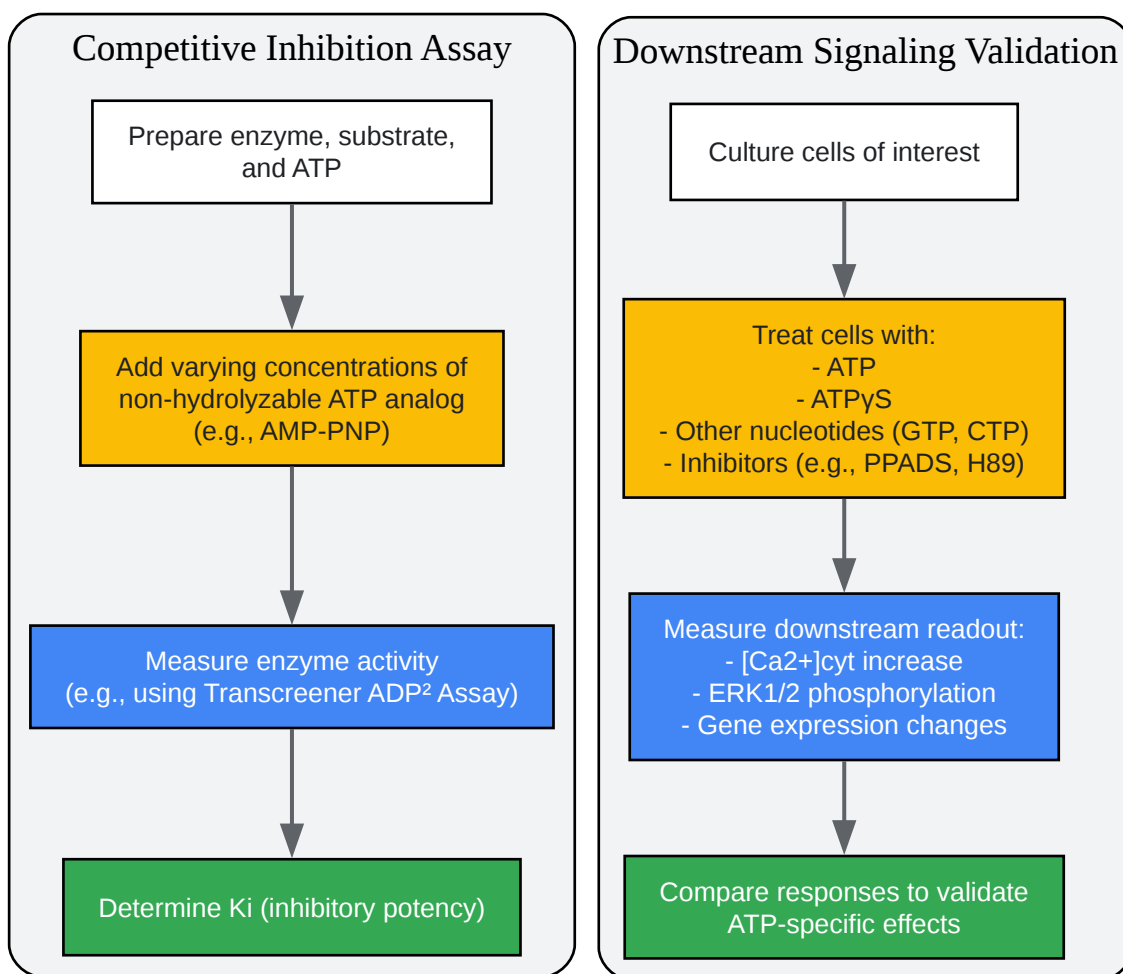 Competitive Inhibition Assay
Prepare enzyme, substrate,
and ATP
Add varying concentrations of
non-hydrolyzable ATP analog
(e.g., AMP-PNP)
Measure enzyme activity
(e.g., using Transcreener ADP² Assay)
Determine Ki (inhibitory potency)
Downstream Signaling Validation
Culture cells of interest
Treat cells with:
- ATP
- ATPγS
- Other nucleotides (GTP, CTP)
- Inhibitors (e.g., PPADS, H89)
Measure downstream readout:
- [Ca2+]cyt increase
- ERK1/2 phosphorylation
- Gene expression changes
Compare responses to validate
ATP-specific effects